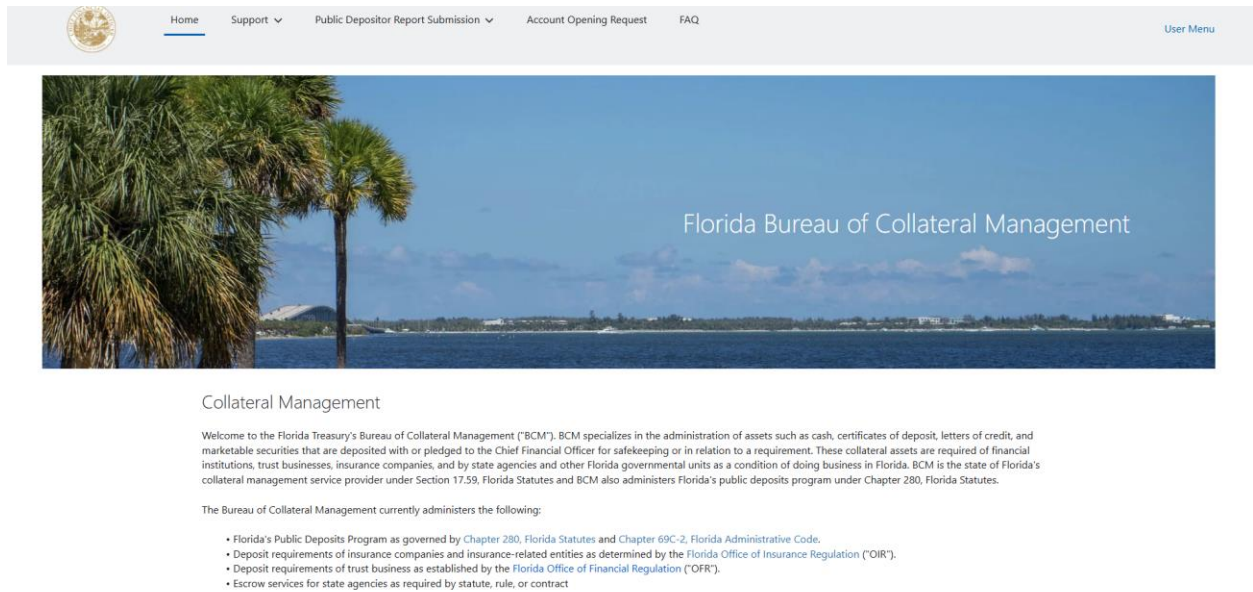 Home Support Public Depositor Report Submission Account Opening Request FAQ
User Menu
Florida Bureau of Collateral Management
Collateral Management
Welcome to the Florida Treasury's Bureau of Collateral Management ("BCM"). BCM specializes in the administration of assets such as cash, certificates of deposit, letters of credit, and
marketable securities that are deposited with or pledged to the Chief Financial Officer for safekeeping or in relation to a requirement. These collateral assets are required of financial
institutions, trust businesses, insurance companies, and by state agencies and other Florida governmental units as a condition of doing business in Florida. BCM is the state of Florida's
collateral management service provider under Section 17.59, Florida Statutes and BCM also administers Florida's public deposits program under Chapter 280, Florida Statutes.
The Bureau of Collateral Management currently administers the following:
• Florida's Public Deposits Program as governed by Chapter 280, Florida Statutes and Chapter 69C-2, Florida Administrative Code.
• Deposit requirements of insurance companies and insurance-related entities as determined by the Florida Office of Insurance Regulation ("OIR").
• Deposit requirements of trust business as established by the Florida Office of Financial Regulation ("OFR").
• Escrow services for state agencies as required by statute, rule, or contract